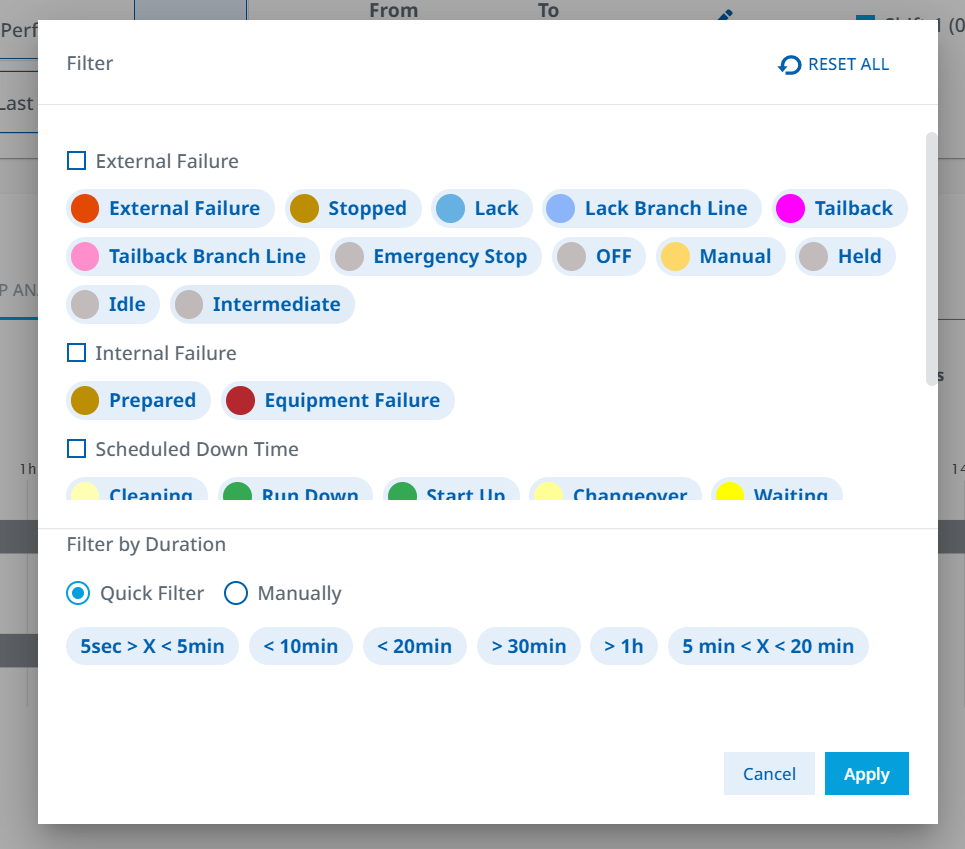 From To
Perf
Filter
RESET ALL
Last
External Failure
External Failure Stopped Lack Lack Branch Line Tailback
Tailback Branch Line Emergency Stop OFF Manual Held
P AN
Idle Intermediate
Internal Failure
s
Prepared Equipment Failure
Scheduled Down Time
1h
14
Cleaning Run Down Start Up Changeover Waiting
Filter by Duration
Quick Filter Manually
5sec > X < 5min < 10min < 20min > 30min > 1h 5 min < X < 20 min
Cancel Apply